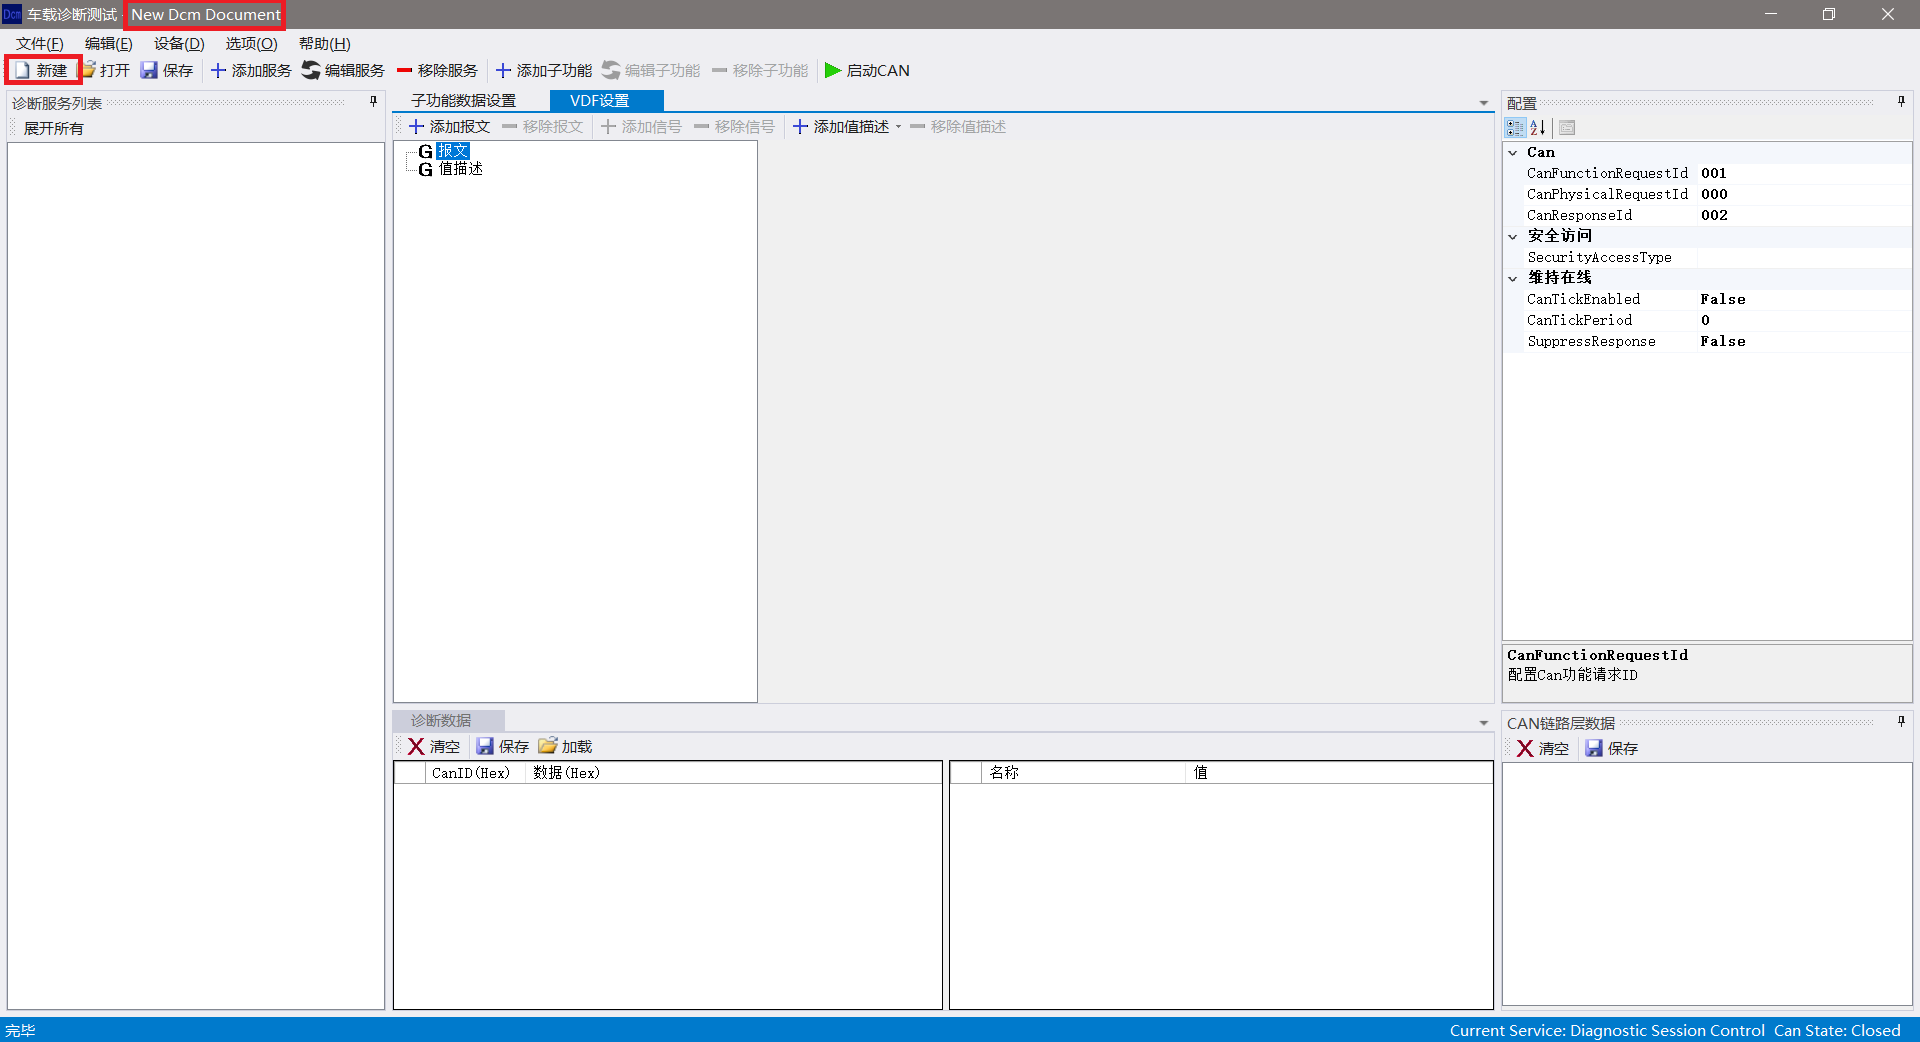 Dcm 车载诊断测试 - New Dcm Document
文件(F) 编辑(E) 设备(D) 选项(O) 帮助(H)
新建 打开 保存 添加服务 编辑服务 移除服务 添加子功能 编辑子功能 移除子功能 启动CAN
诊断服务列表
展开所有
子功能数据设置 VDF设置
添加报文 移除报文 添加信号 移除信号 添加值描述 移除值描述
G 报文
G 值描述
配置
Can
CanFunctionRequestId 001
CanPhysicalRequestId 000
CanResponseId 002
安全访问
SecurityAccessType
维持在线
CanTickEnabled False
CanTickPeriod 0
SuppressResponse False
CanFunctionRequestId
配置Can功能请求ID
诊断数据
清空 保存 加载
CanID(Hex) 数据(Hex)
名称 值
CAN链路层数据
清空 保存
完毕
Current Service: Diagnostic Session Control Can State: Closed